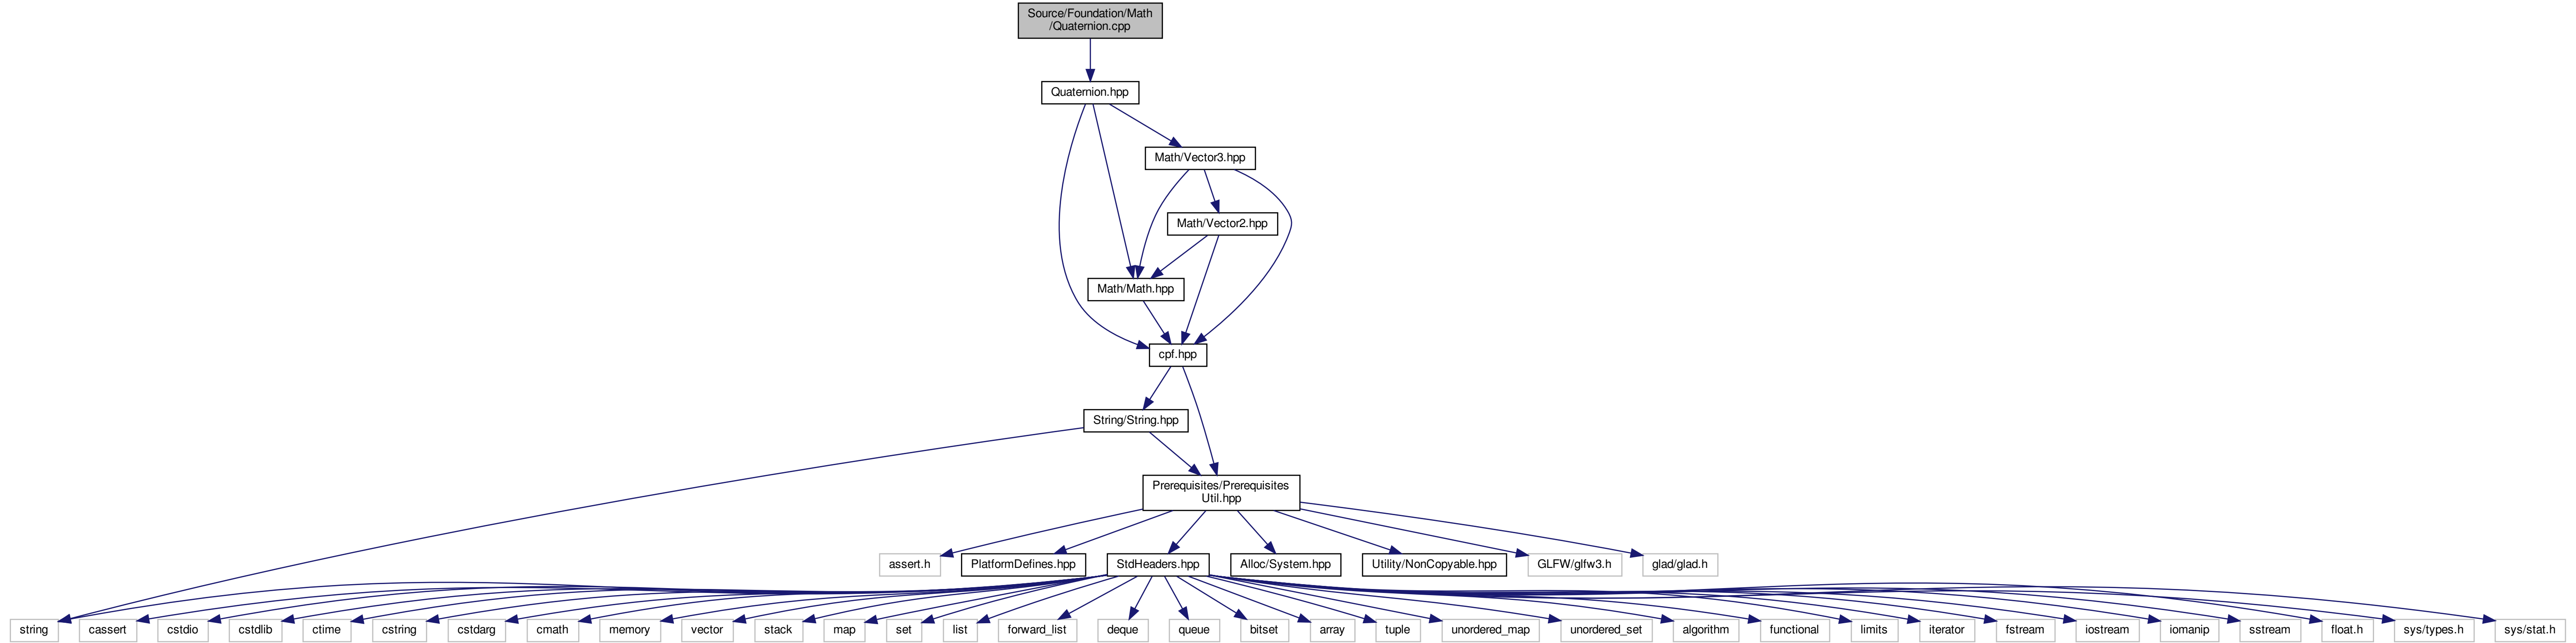 Source/Foundation/Math
/Quaternion.cpp
Quaternion.hpp
Math/Vector3.hpp
Math/Vector2.hpp
Math/Math.hpp
cpf.hpp
String/String.hpp
Prerequisites/Prerequisites
Util.hpp
assert.h
PlatformDefines.hpp
StdHeaders.hpp
Alloc/System.hpp
Utility/NonCopyable.hpp
GLFW/glfw3.h
glad/glad.h
string
cassert
cstdio
cstdlib
ctime
cstring
cstdarg
cmath
memory
vector
stack
map
set
list
forward_list
deque
queue
bitset
array
tuple
unordered_map
unordered_set
algorithm
functional
limits
iterator
fstream
iostream
iomanip
sstream
float.h
sys/types.h
sys/stat.h